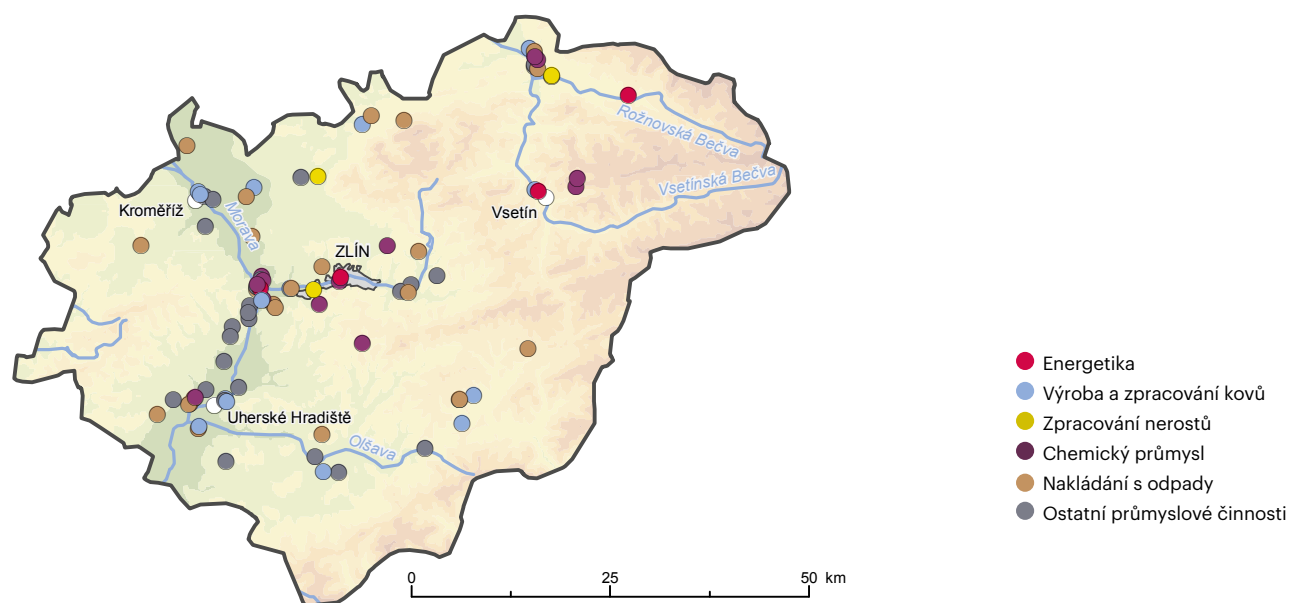 Rožnovská Bečva
Vsetínská Bečva
Kroměříž
Vsetín
Morava
ZLÍN
Uherské Hradiště
Olšava
Energetika
Výroba a zpracování kovů
Zpracování nerostů
Chemický průmysl
Nakládání s odpady
Ostatní průmyslové činnosti
0 25 50 km